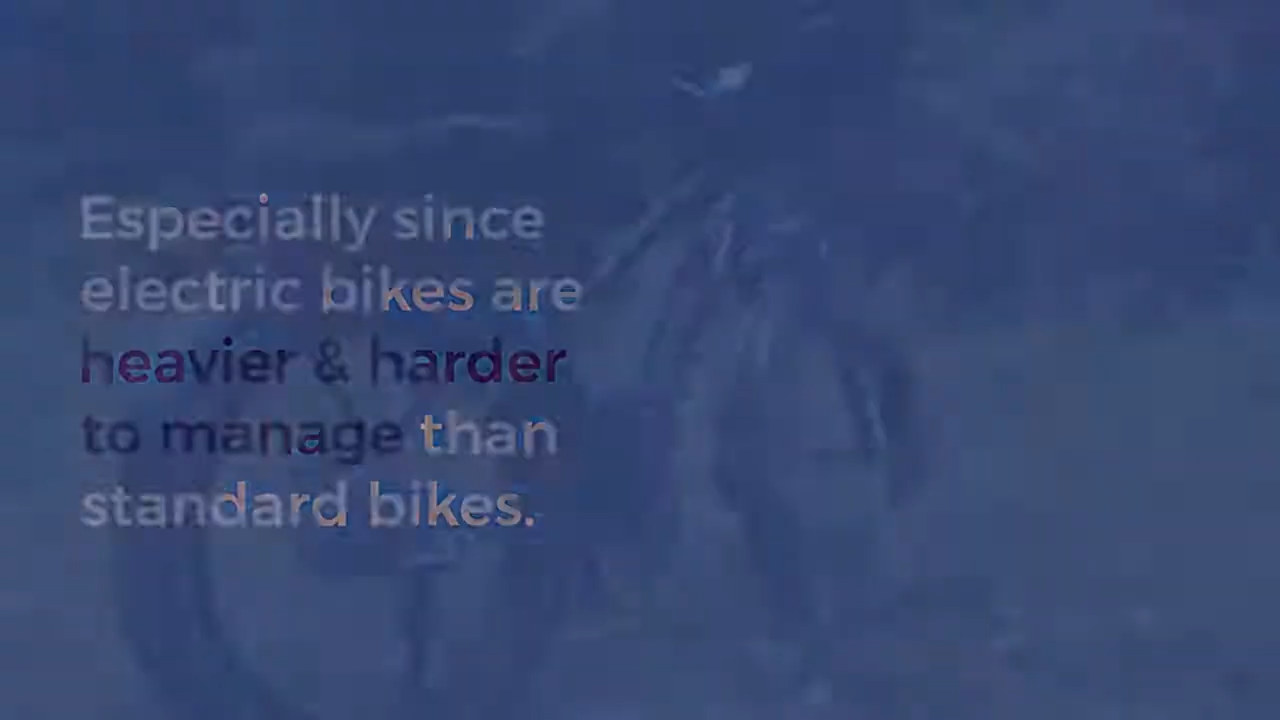 Especially since
electric bikes are
heavier & harder
to manage than
standard bikes.